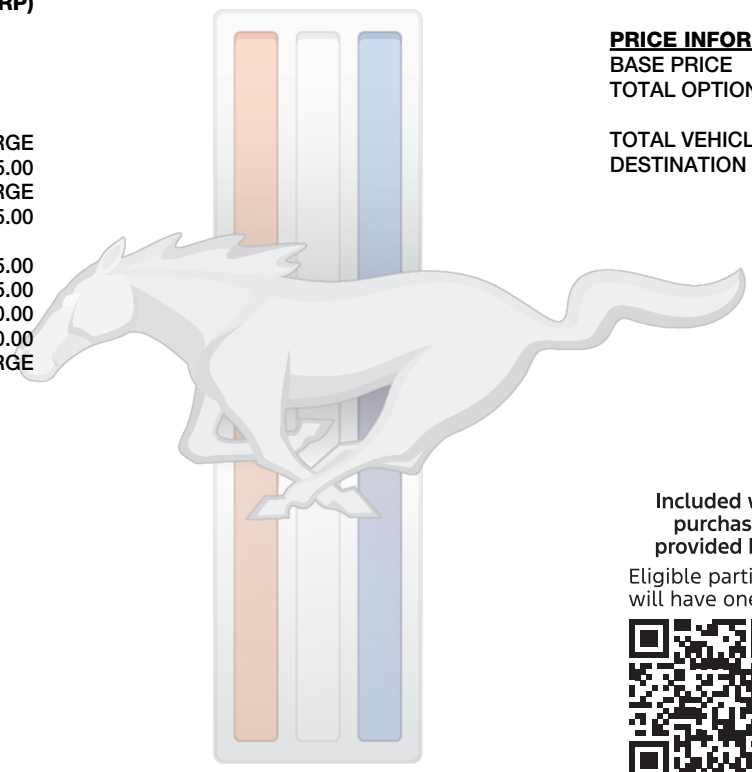 RP)
RGE
5.00
RGE
5.00
5.00
5.00
0.00
0.00
RGE
PRICE INFOR
BASE PRICE
TOTAL OPTION
TOTAL VEHICL
DESTINATION
Included w
purchas
provided b
Eligible parti
will have one